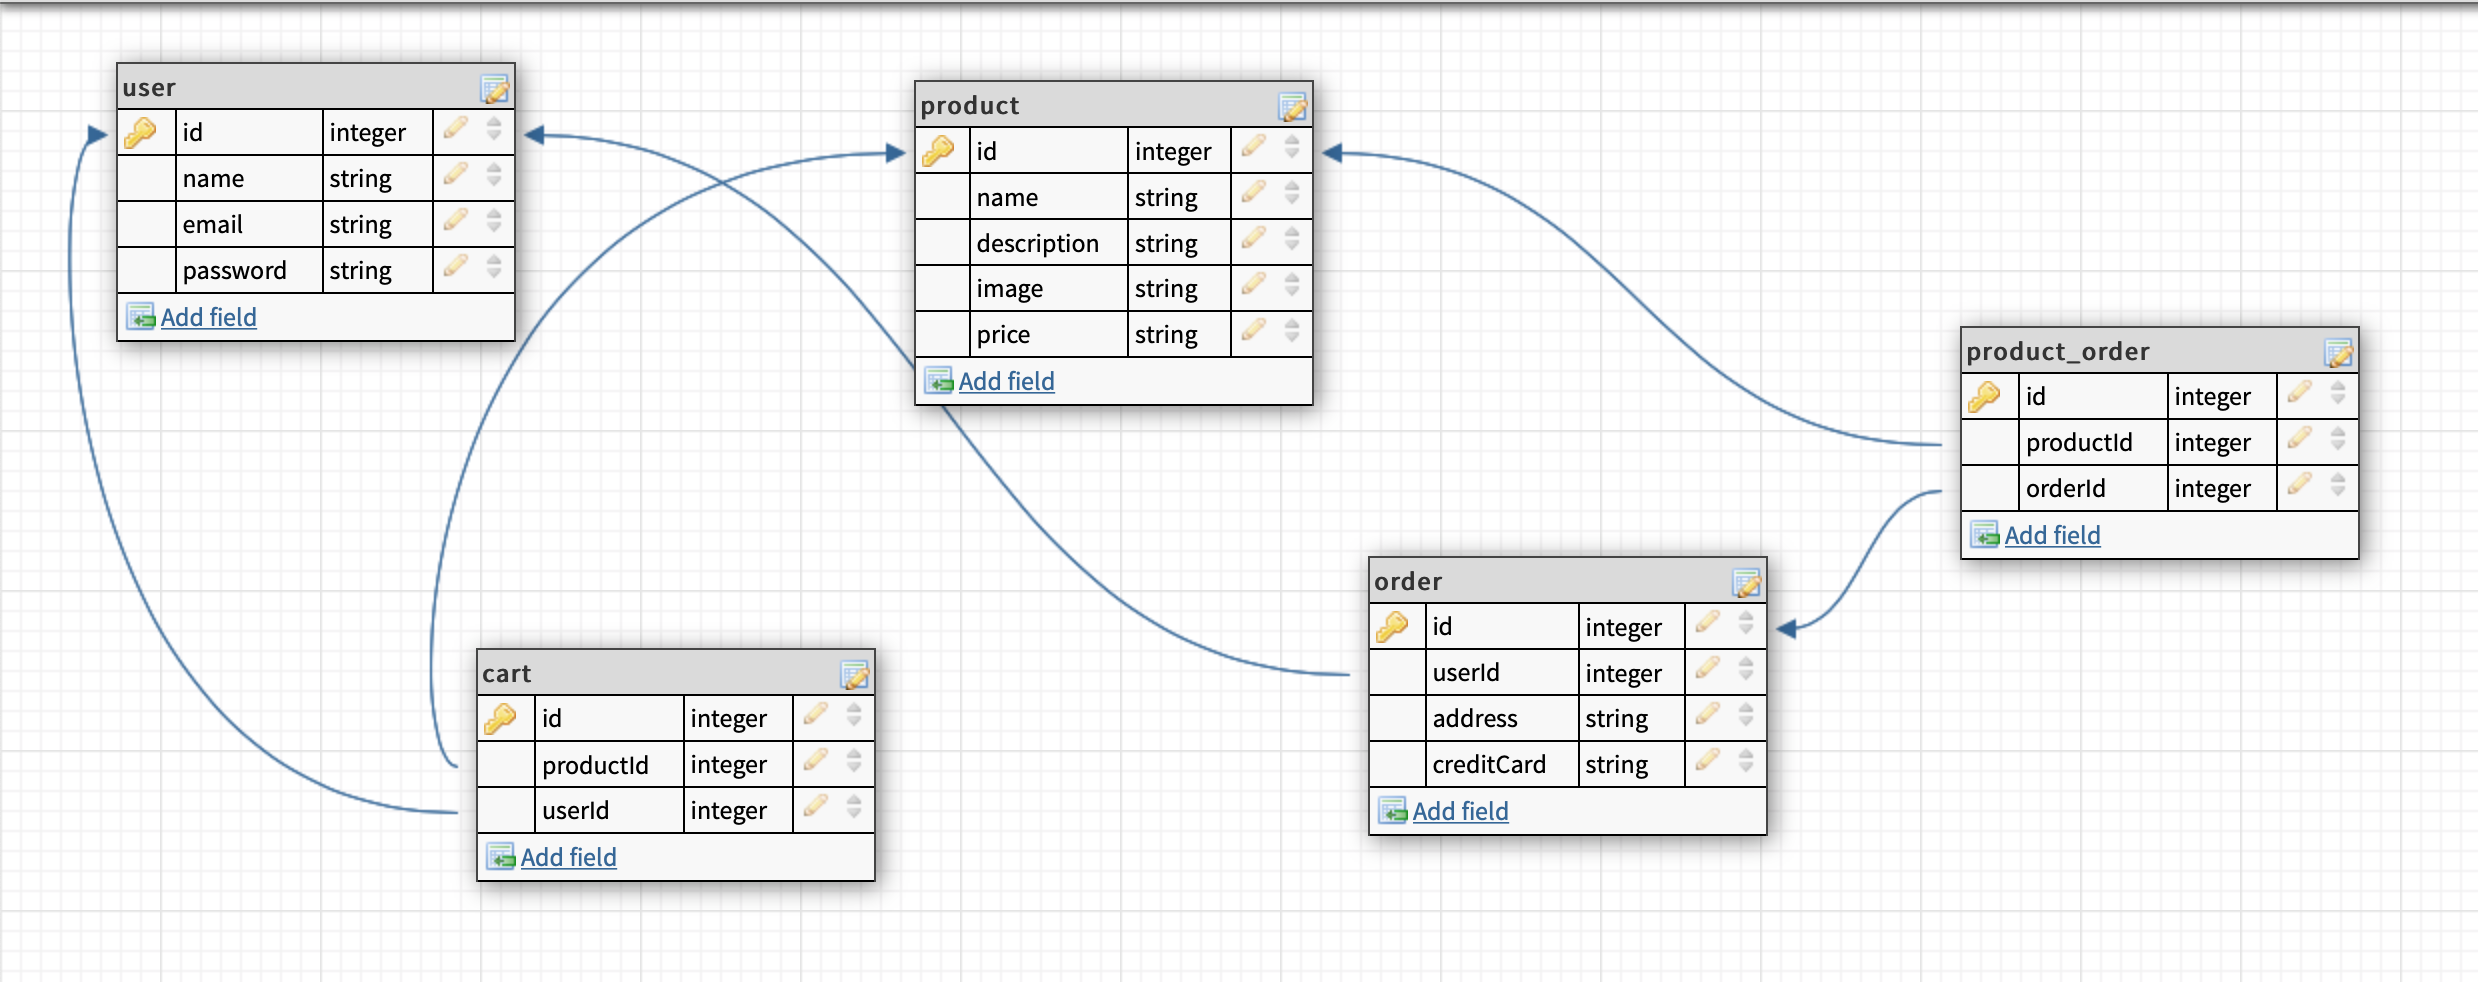 user
id integer
name string
email string
password string
Add field
product
id integer
name string
description string
image string
price string
Add field
product_order
id integer
productId integer
orderId integer
Add field
order
id integer
userId integer
address string
creditCard string
Add field
cart
id integer
productId integer
userId integer
Add field